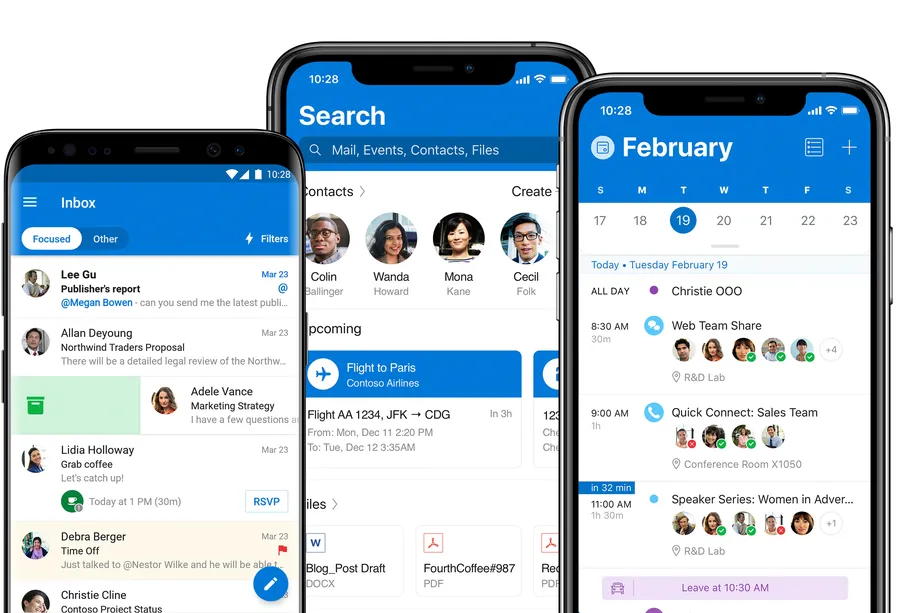 10:28
Inbox
Focused
Other
Filters
Lee Gu
Mar 23
Publisher's report
@
@Megan Bowen - can you send me the latest publi...
Allan Deyoung
Mar 23
Northwind Traders Proposal
There will be a detailed legal review of the Northw...
Adele Vance
Marketing Strategy
I have a few questions a
Lidia Holloway
Mar 23
Grab coffee
Let's catch up!
Today at 1 PM (30m)
RSVP
Debra Berger
Mar 23
Time Off
Just talked to @Nestor Wilke and he will be able t
Christie Cline
Contoso Project Status
10:28
Search
Mail, Events, Contacts, Files
ontacts
Create
Colin
Ballinger
Wanda
Howard
Mona
Kane
Cecil
Folk
pcoming
Flight to Paris
Contoso Airlines
Flight AA 1234, JFK → CDG
In 3h
From: Mon, Dec 11 2:20 PM
To: Tue, Dec 12 3:35AM
123
Che
Che
iles
W
Blog_Post Draft
DOCX
FourthCoffee#987
PDF
Rec
PDF
10:28
February
S M T W T F S
17 18 19 20 21 22 23
Today • Tuesday February 19
ALL DAY
Christie OOO
8:30 AM
30m
Web Team Share
+4
R&D Lab
9:00 AM
1h
Quick Connect: Sales Team
Conference Room X1050
in 32 min
11:00 AM
1h 30m
Speaker Series: Women in Adver...
+1
R&D Lab
Leave at 10:30 AM